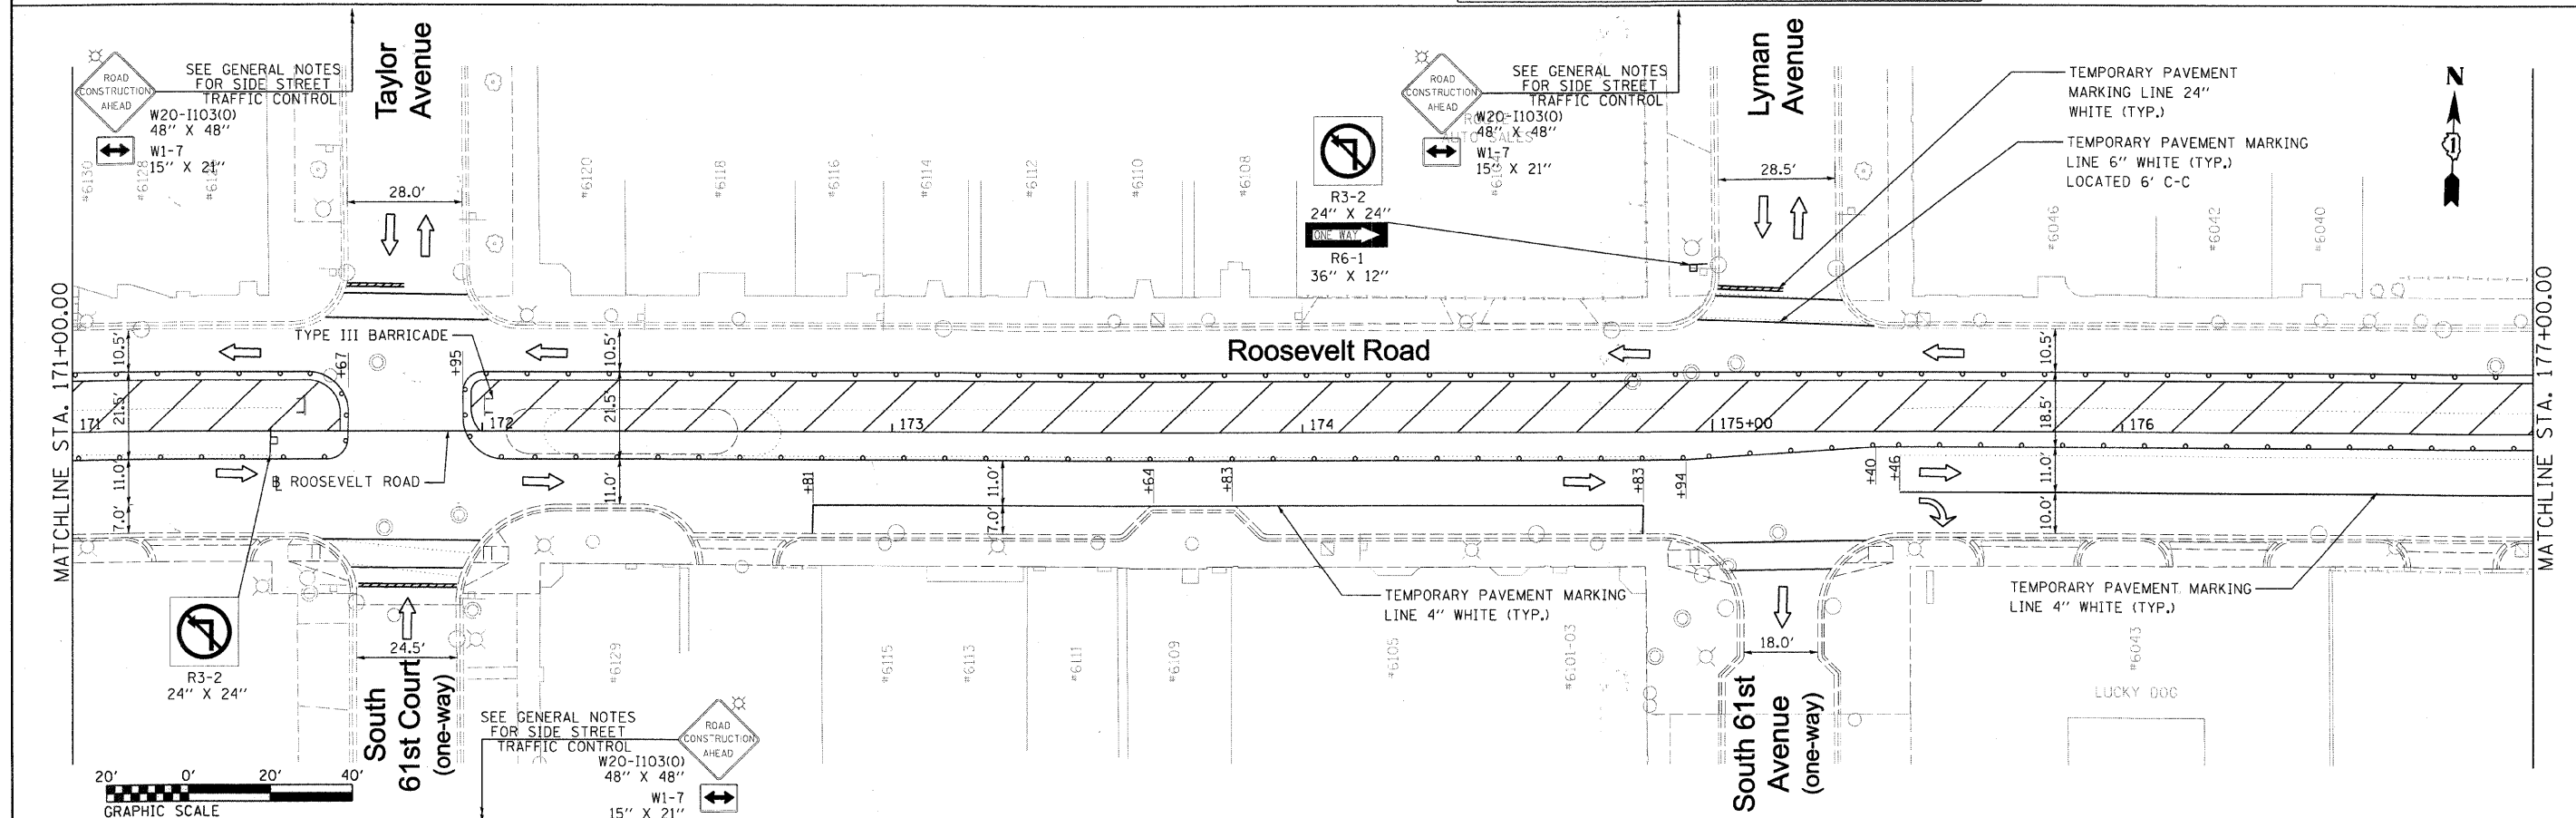 Taylor
Avenue
Lyman
Avenue
ROAD
CONSTRUCTION
AHEAD
SEE GENERAL NOTES
FOR SIDE STREET
TRAFFIC CONTROL
W20-I103(O)
48" X 48"
W1-7
15" X 21"
ROAD
CONSTRUCTION
AHEAD
SEE GENERAL NOTES
FOR SIDE STREET
TRAFFIC CONTROL
W20-I103(O)
48" X 48"
AUTO SALES
W1-7
15" X 21"
TEMPORARY PAVEMENT
MARKING LINE 24"
WHITE (TYP.)
TEMPORARY PAVEMENT MARKING
LINE 6" WHITE (TYP.)
LOCATED 6' C-C
N
#6130
#6128
#6120
#6118
#6116
#6114
#6112
#6110
#6108
#6046
#6042
#6040
28.0'
28.5'
R3-2
24" X 24"
ONE WAY
R6-1
36" X 12"
MATCHLINE STA. 171+00.00
MATCHLINE STA. 177+00.00
TYPE III BARRICADE
Roosevelt Road
10.5'
+67
+95
10.5'
10.5'
21.5'
21.5'
18.5'
171
172
173
174
175+00
176
11.0'
℄ ROOSEVELT ROAD
11.0'
+81
11.0'
+64
+83
+83
+94
+40
+46
11.0'
7.0'
7.0'
10.0'
TEMPORARY PAVEMENT MARKING
LINE 4" WHITE (TYP.)
TEMPORARY PAVEMENT MARKING
LINE 4" WHITE (TYP.)
R3-2
24" X 24"
24.5'
18.0'
#6129
#6115
#6113
#6111
#6109
#6105
#6101-03
#6043
LUCKY DOG
South
61st Court
(one-way)
South 61st
Avenue
(one-way)
SEE GENERAL NOTES
FOR SIDE STREET
TRAFFIC CONTROL
ROAD
CONSTRUCTION
AHEAD
W20-I103(O)
48" X 48"
W1-7
15" X 21"
20' 0' 20' 40'
GRAPHIC SCALE